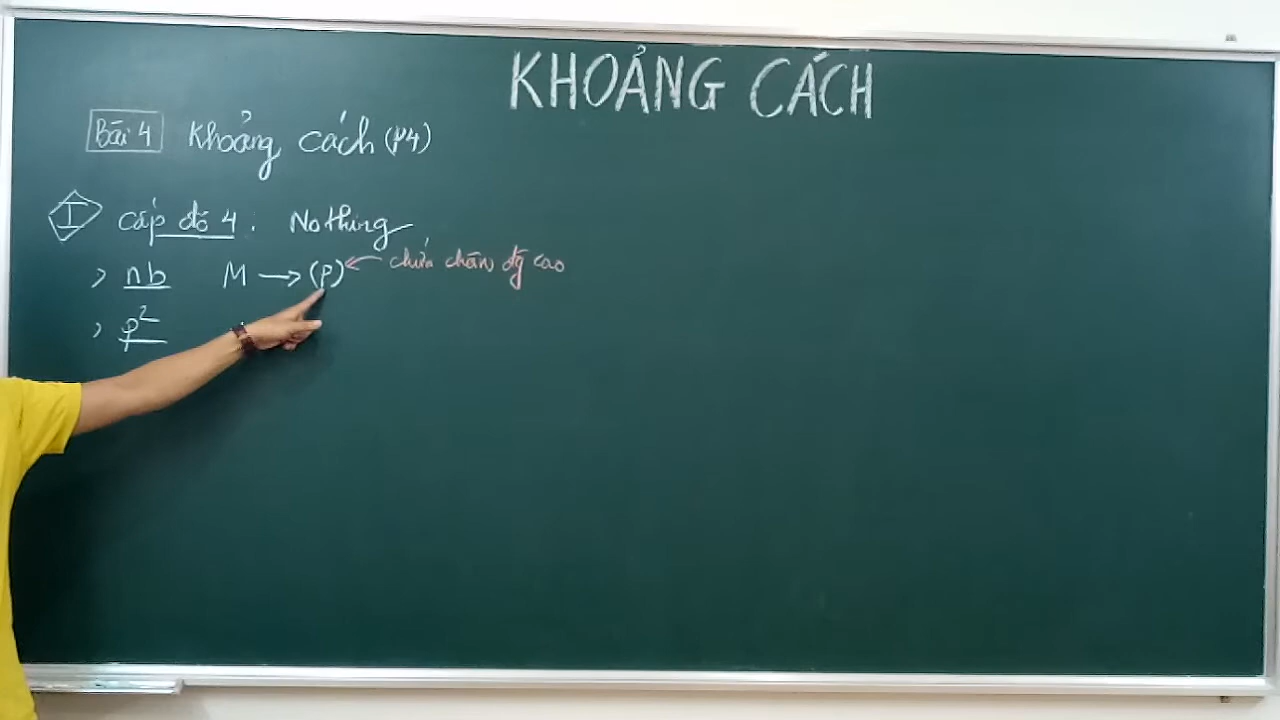 KHOẢNG CÁCH
Bài 4 Khoảng cách (P4)
I Cấp độ 4 : Nothing
> nb M → (P) ← chứa chân đg cao
> p²